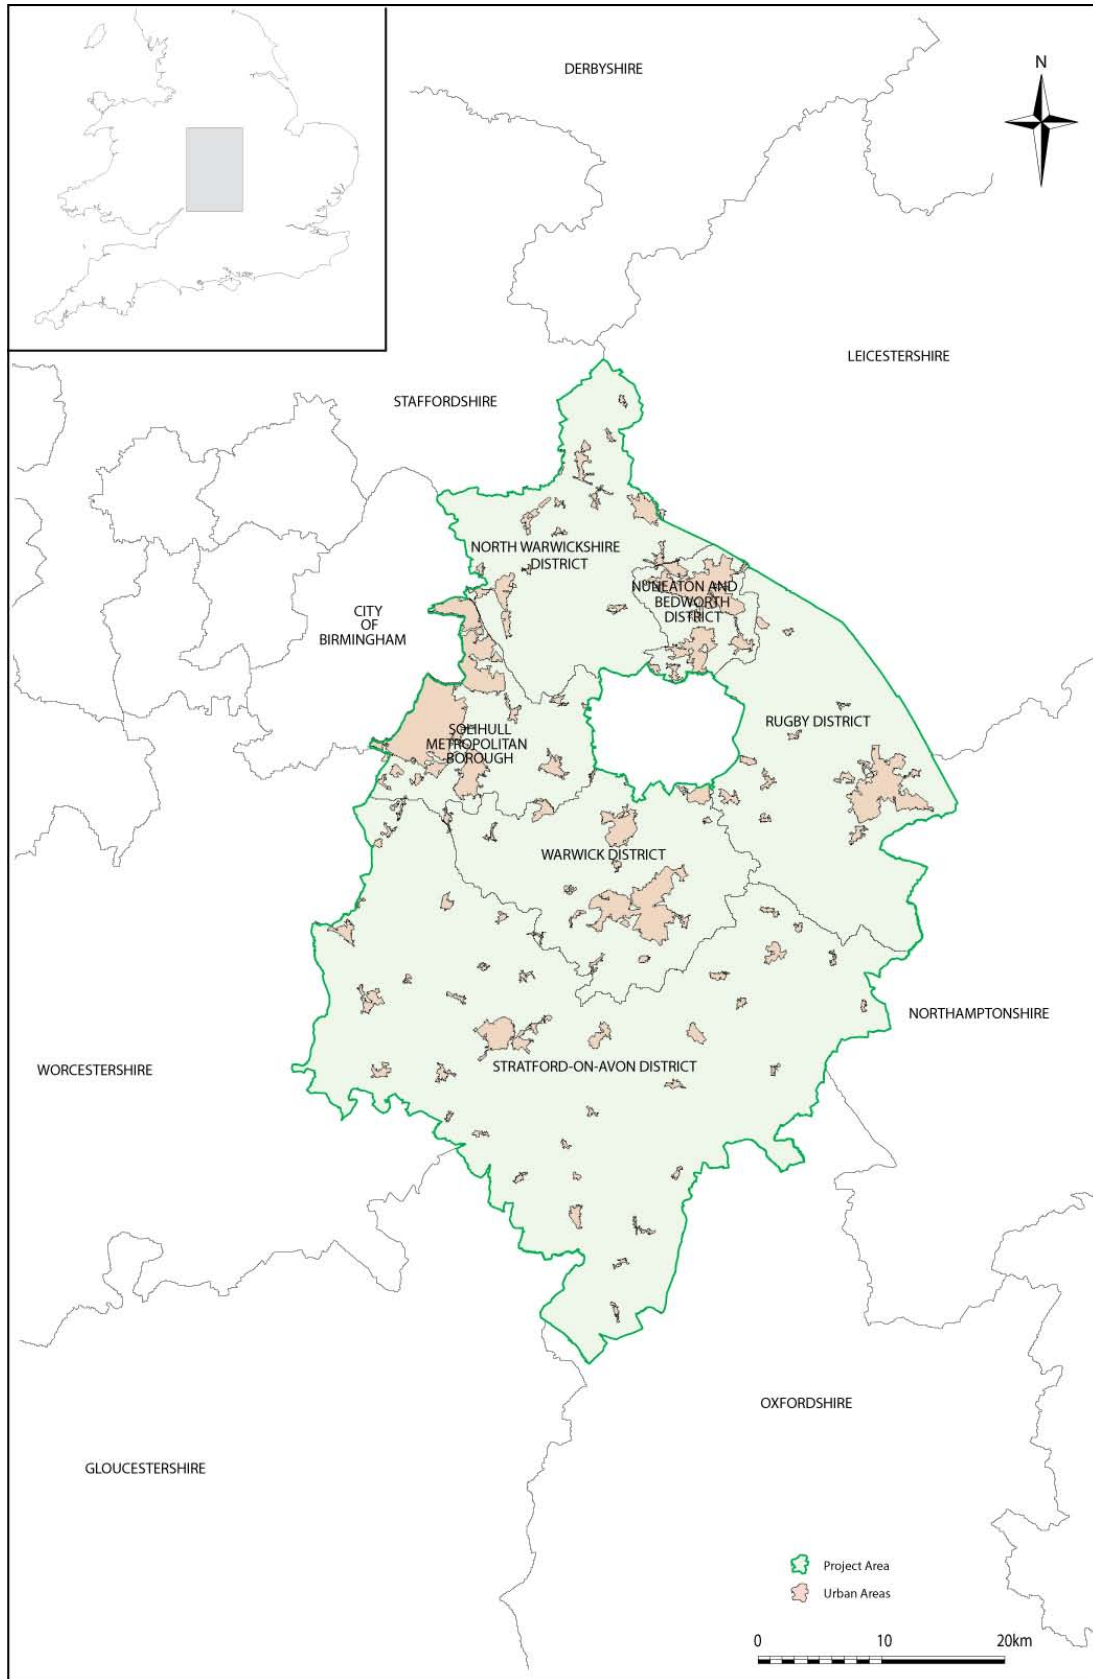 DERBYSHIRE
N
LEICESTERSHIRE
STAFFORDSHIRE
NORTH WARWICKSHIRE
DISTRICT
NUNEATON AND
BEDWORTH
DISTRICT
CITY
OF
BIRMINGHAM
RUGBY DISTRICT
SOLIHULL
METROPOLITAN
BOROUGH
WARWICK DISTRICT
NORTHAMPTONSHIRE
WORCESTERSHIRE
STRATFORD-ON-AVON DISTRICT
OXFORDSHIRE
GLOUCESTERSHIRE
Project Area
Urban Areas
0 10 20km